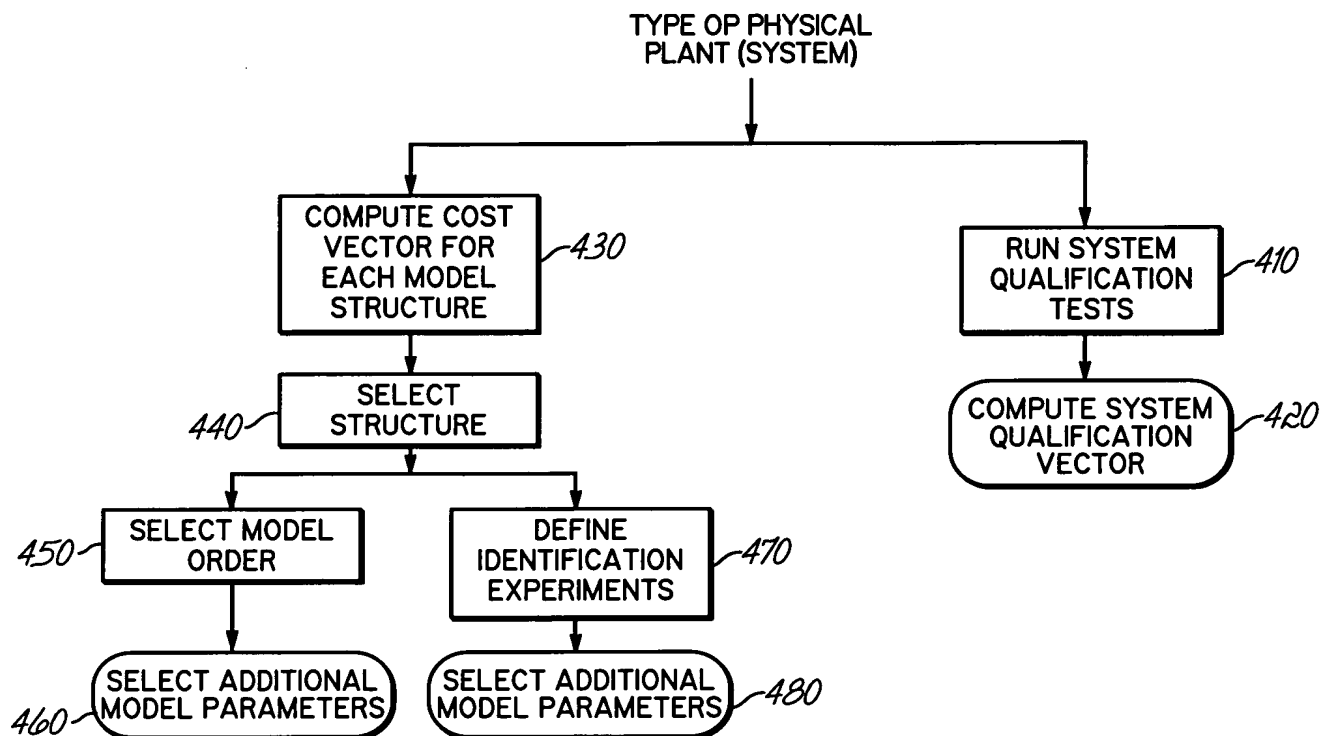 TYPE OP PHYSICAL
PLANT (SYSTEM)
COMPUTE COST
VECTOR FOR
EACH MODEL
STRUCTURE
430
RUN SYSTEM
QUALIFICATION
TESTS
410
SELECT
STRUCTURE
440
COMPUTE SYSTEM
QUALIFICATION
VECTOR
420
SELECT MODEL
ORDER
450
DEFINE
IDENTIFICATION
EXPERIMENTS
470
SELECT ADDITIONAL
MODEL PARAMETERS
460
SELECT ADDITIONAL
MODEL PARAMETERS
480